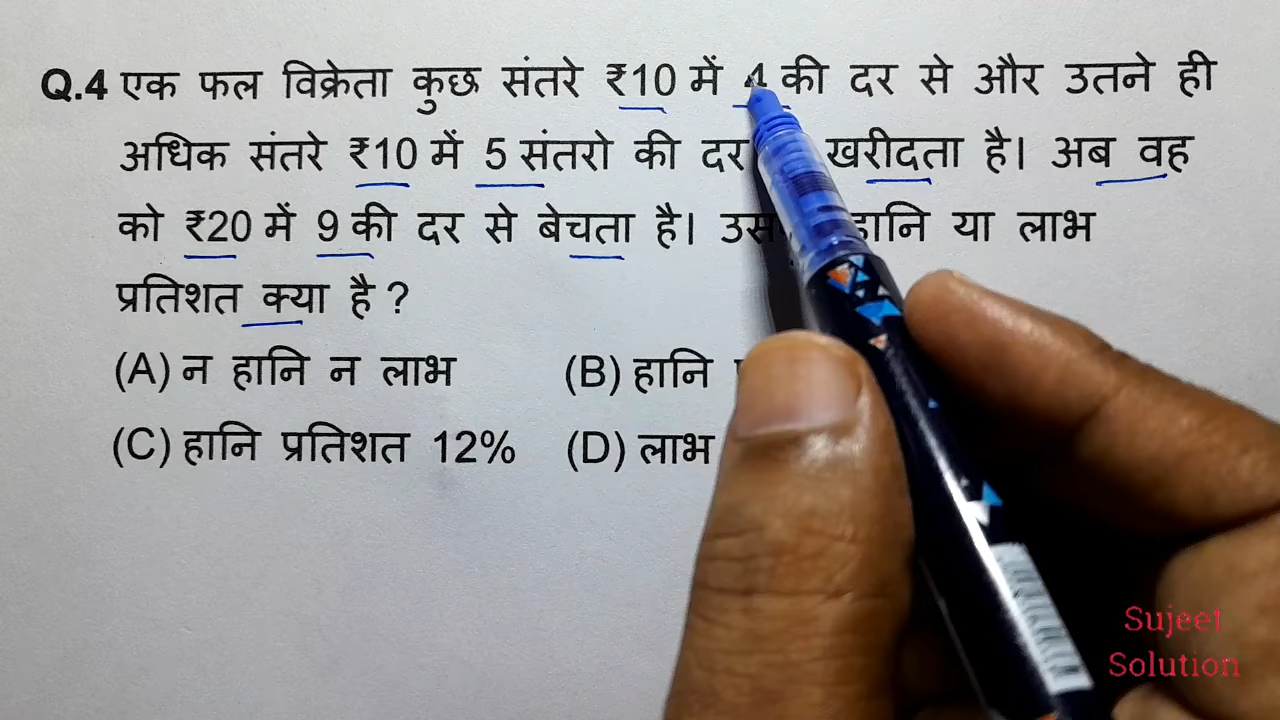 Q.4 एक फल विक्रेता कुछ संतरे ₹10 में 4 की दर से और उतने ही
अधिक संतरे ₹10 में 5 संतरो की दर खरीदता है। अब वह
को ₹20 में 9 की दर से बेचता है। हानि या लाभ
प्रतिशत क्या है ?
(A) न हानि न लाभ (B) हानि
(C) हानि प्रतिशत 12% (D) लाभ
Sujeet
Solution